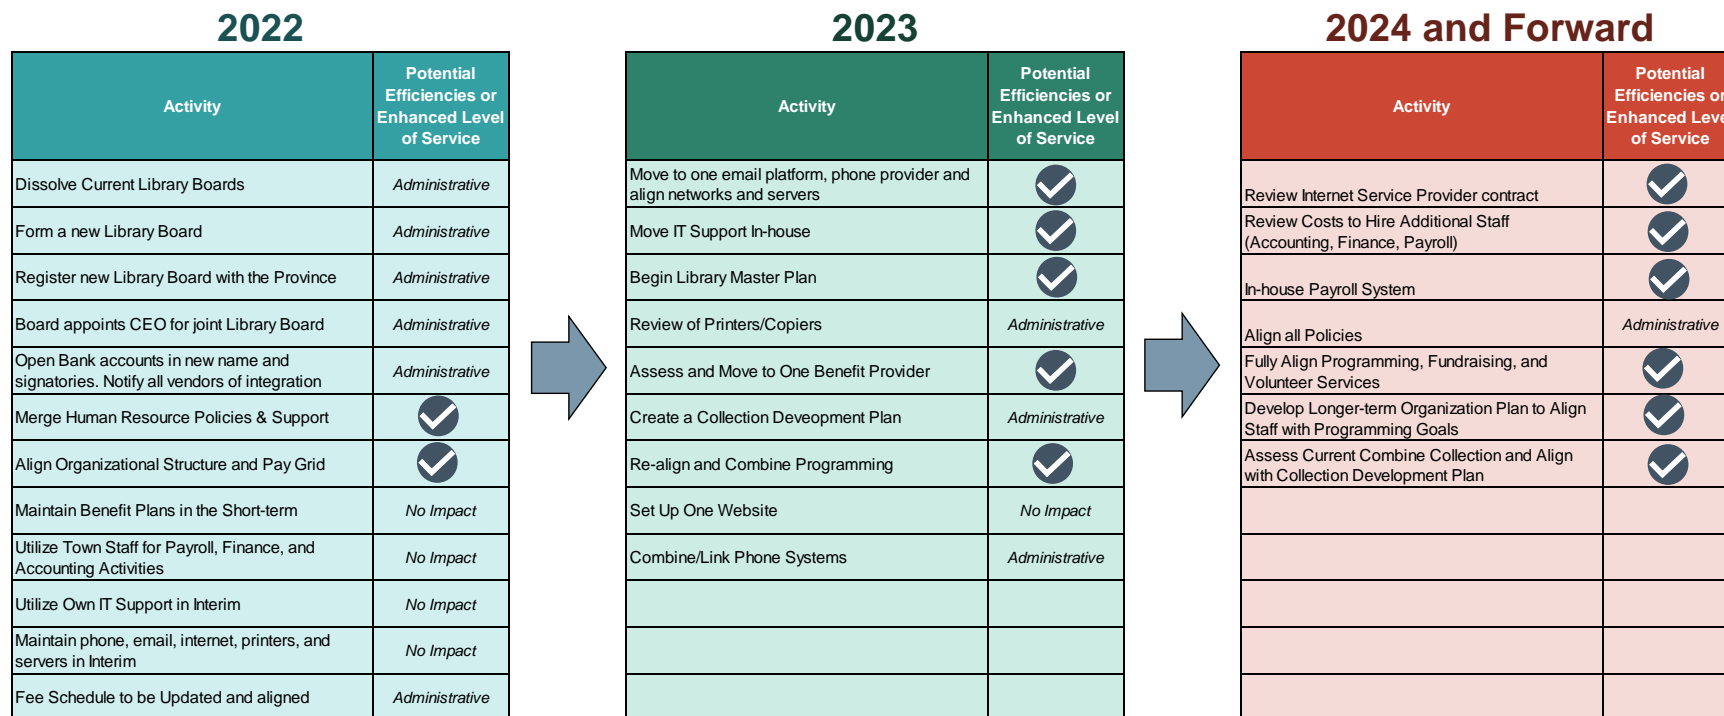 2022
Activity
Potential
Efficiencies or
Enhanced Level
of Service
Dissolve Current Library Boards
Administrative
Form a new Library Board
Administrative
Register new Library Board with the Province
Administrative
Board appoints CEO for joint Library Board
Administrative
Open Bank accounts in new name and
signatories. Notify all vendors of integration
Administrative
Merge Human Resource Policies & Support
Align Organizational Structure and Pay Grid
Maintain Benefit Plans in the Short-term
No Impact
Utilize Town Staff for Payroll, Finance, and
Accounting Activities
No Impact
Utilize Own IT Support in Interim
No Impact
Maintain phone, email, internet, printers, and
servers in Interim
No Impact
Fee Schedule to be Updated and aligned
Administrative
2023
Activity
Potential
Efficiencies or
Enhanced Level
of Service
Move to one email platform, phone provider and
align networks and servers
Move IT Support In-house
Begin Library Master Plan
Review of Printers/Copiers
Administrative
Assess and Move to One Benefit Provider
Create a Collection Deveopment Plan
Administrative
Re-align and Combine Programming
Set Up One Website
No Impact
Combine/Link Phone Systems
Administrative
2024 and Forward
Activity
Potential
Efficiencies or
Enhanced Leve
of Service
Review Internet Service Provider contract
Review Costs to Hire Additional Staff
(Accounting, Finance, Payroll)
In-house Payroll System
Align all Policies
Administrative
Fully Align Programming, Fundraising, and
Volunteer Services
Develop Longer-term Organization Plan to Align
Staff with Programming Goals
Assess Current Combine Collection and Align
with Collection Development Plan